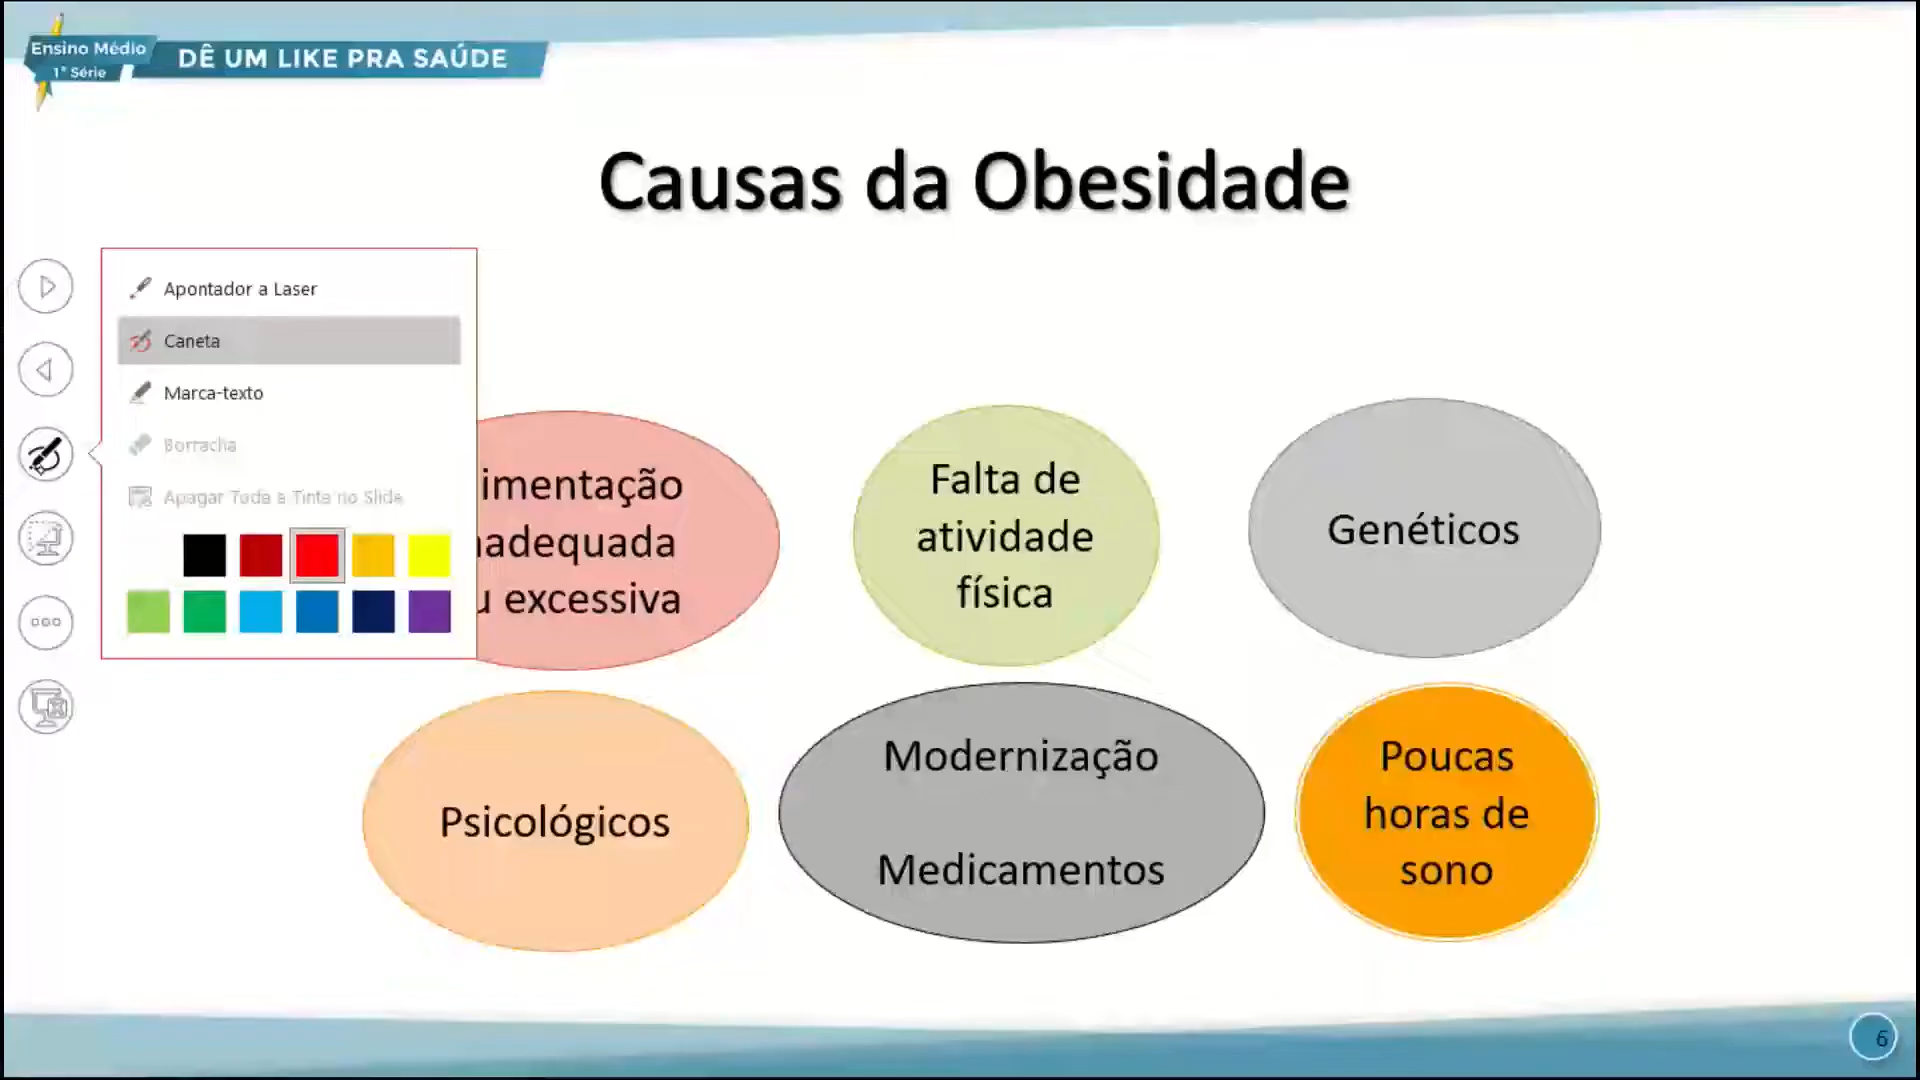 Ensino Médio
1ª Série
DÊ UM LIKE PRA SAÚDE
Causas da Obesidade
Apontador a Laser
Caneta
Marca-texto
Borracha
Apagar Toda a Tinta no Slide
imentação
adequada
u excessiva
Falta de
atividade
física
Genéticos
Psicológicos
Modernização
Medicamentos
Poucas
horas de
sono
6